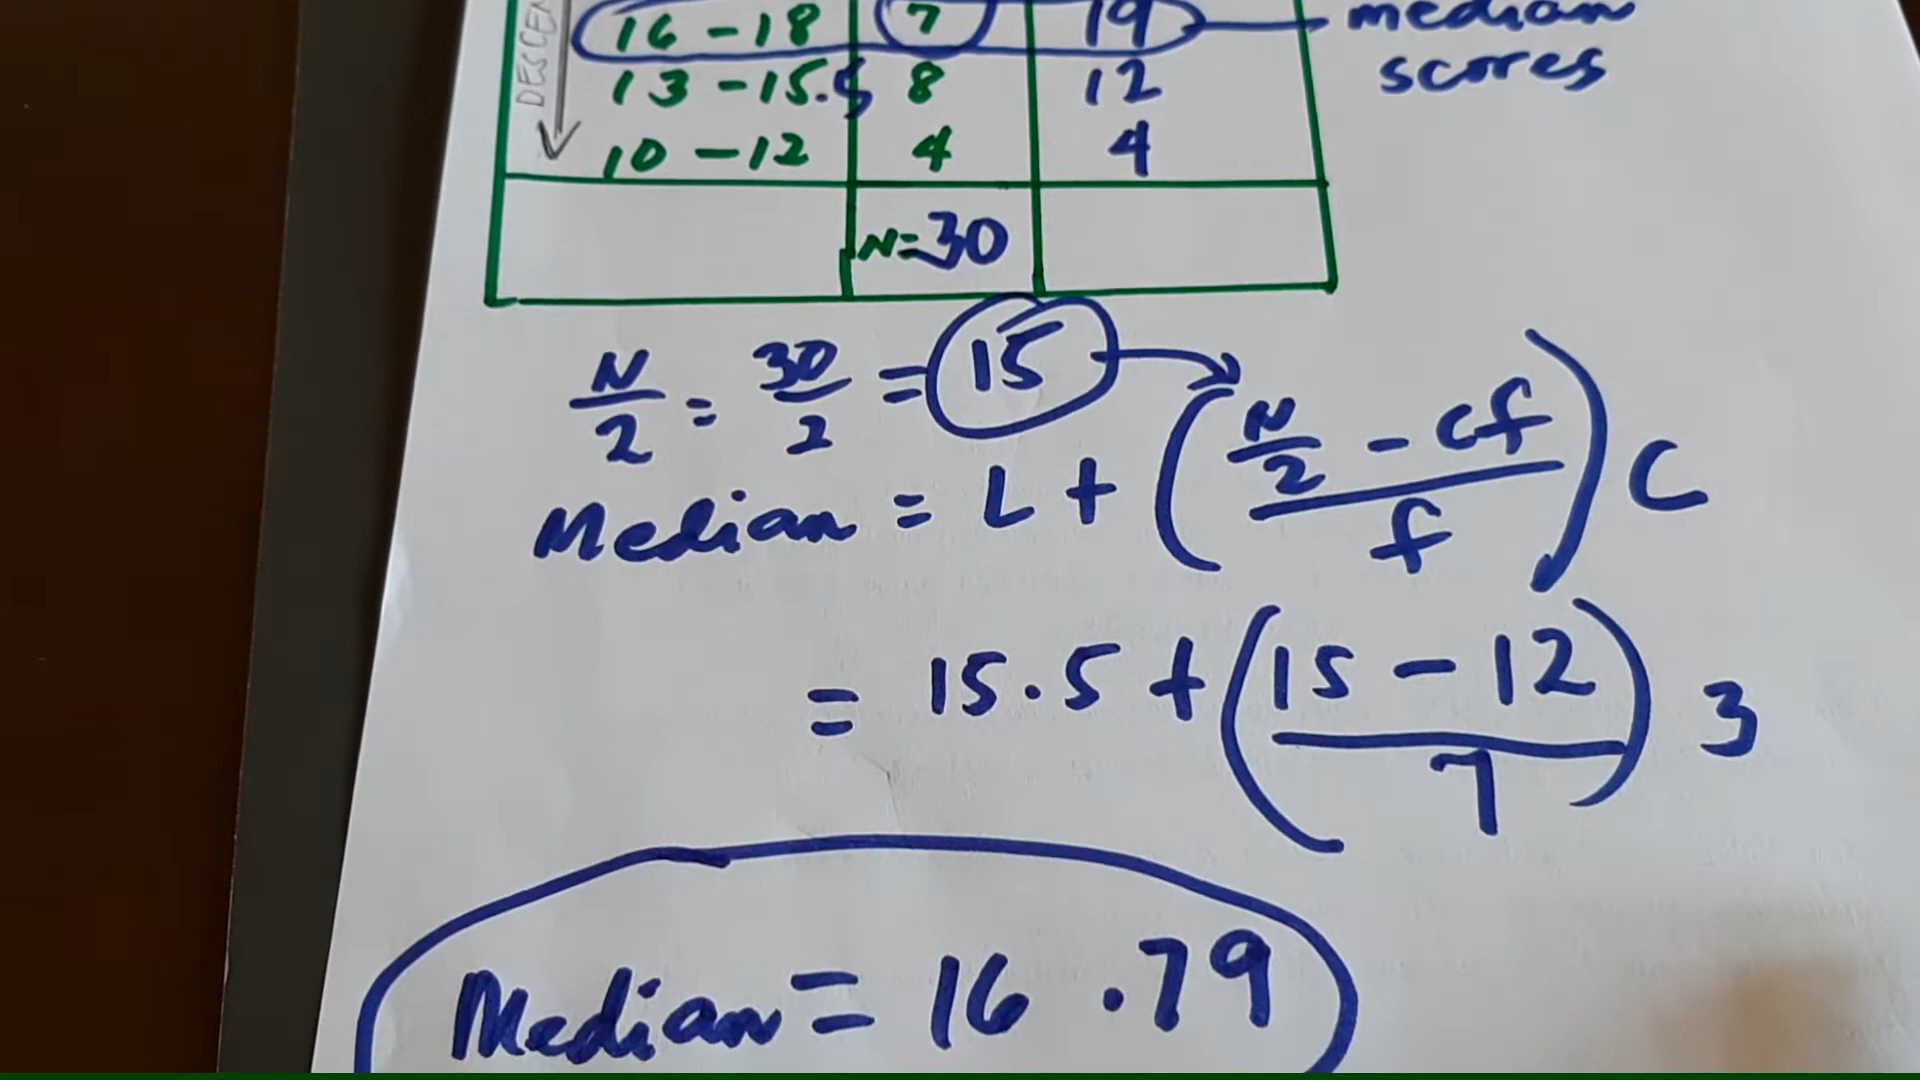 DESCEN
16 - 18 7 19 median
scores
13 - 15.5 8 12
10 - 12 4 4
N=30
N/2 = 30/2 = 15
Median = L + (N/2 - cf / f) C
= 15.5 + (15 - 12 / 7) 3
Median = 16.79